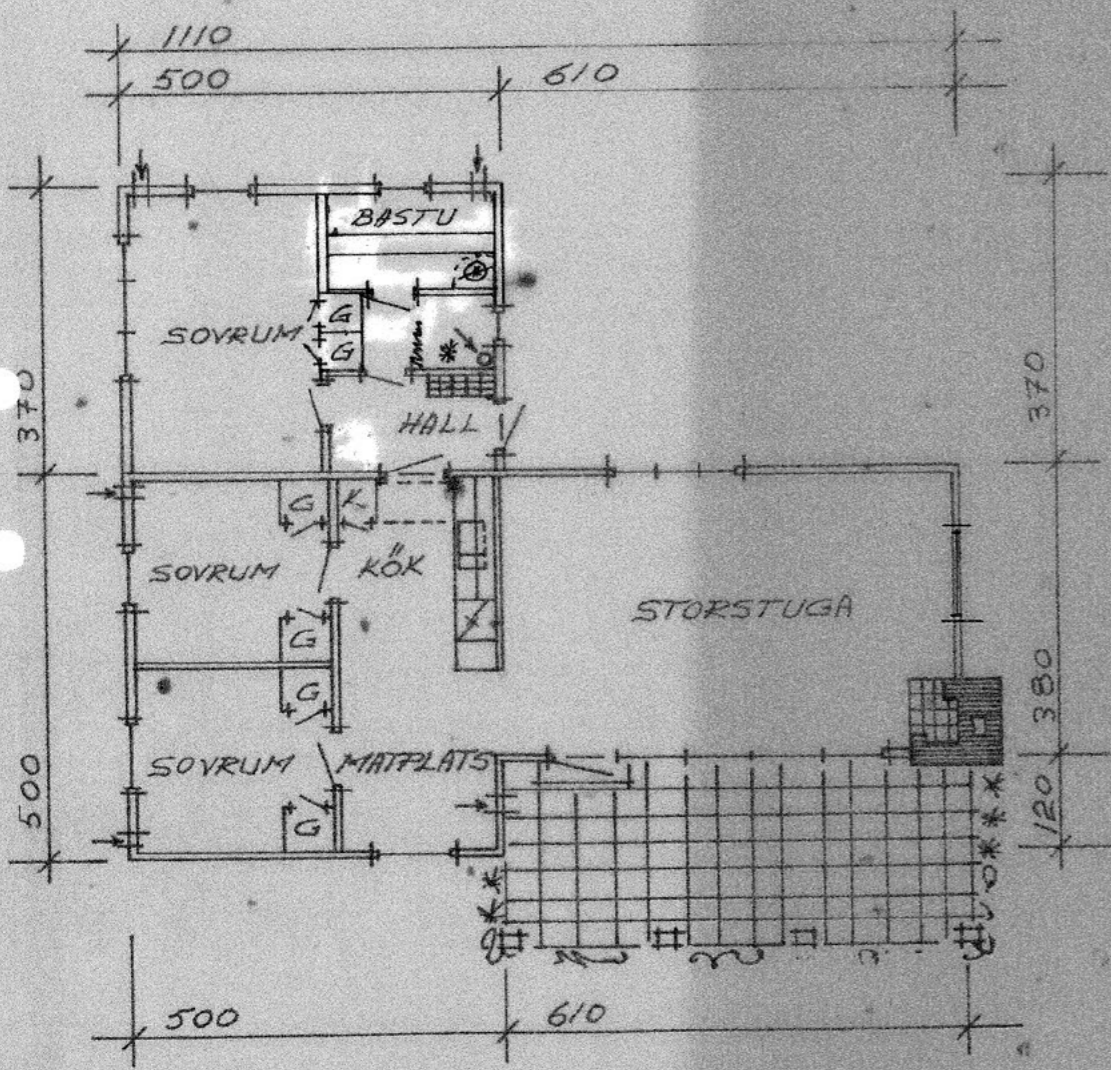 1110
500 610
BASTU
SOVRUM G
G
HALL
370
370
G K
SOVRUM KÖK
STORSTUGA
G
G
380
SOVRUM MATPLATS
500
G
120
500 610